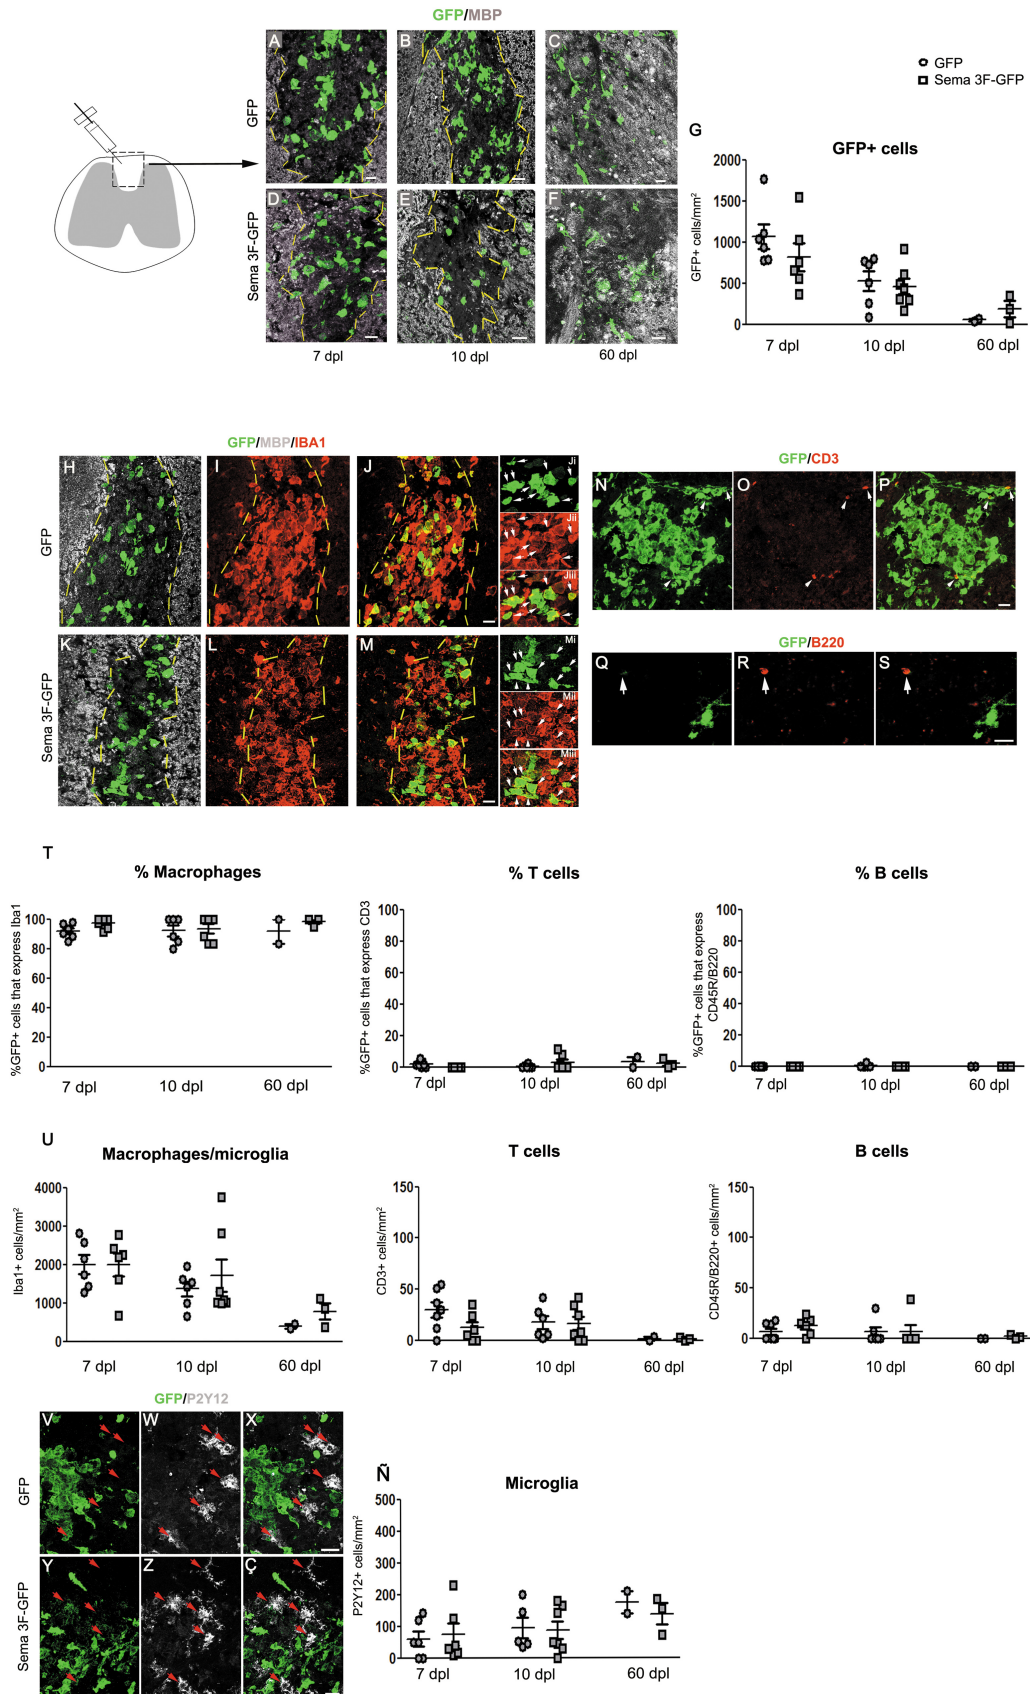 GFP/MBP
A
B
C
GFP
D
E
F
Sema 3F-GFP
7 dpl
10 dpl
60 dpl
GFP
Sema 3F-GFP
G
GFP+ cells
GFP+ cells/mm²
2000
1500
1000
500
0
7 dpl
10 dpl
60 dpl
GFP/MBP/IBA1
H
I
J
Ji
Jii
Jiii
GFP
K
L
M
Mi
Mii
Miii
Sema 3F-GFP
GFP/CD3
N
O
P
GFP/B220
Q
R
S
T
% Macrophages
%GFP+ cells that express Iba1
100
80
60
40
20
0
7 dpl
10 dpl
60 dpl
% T cells
%GFP+ cells that express CD3
100
80
60
40
20
0
7 dpl
10 dpl
60 dpl
% B cells
%GFP+ cells that express
CD45R/B220
100
80
60
40
20
0
7 dpl
10 dpl
60 dpl
U
Macrophages/microglia
Iba1+ cells/mm²
4000
3000
2000
1000
0
7 dpl
10 dpl
60 dpl
T cells
CD3+ cells/mm²
150
100
50
0
7 dpl
10 dpl
60 dpl
B cells
CD45R/B220+ cells/mm²
150
100
50
0
7 dpl
10 dpl
60 dpl
GFP/P2Y12
V
W
X
GFP
Y
Z
Ç
Sema 3F-GFP
Ñ
Microglia
P2Y12+ cells/mm²
500
400
300
200
100
0
7 dpl
10 dpl
60 dpl